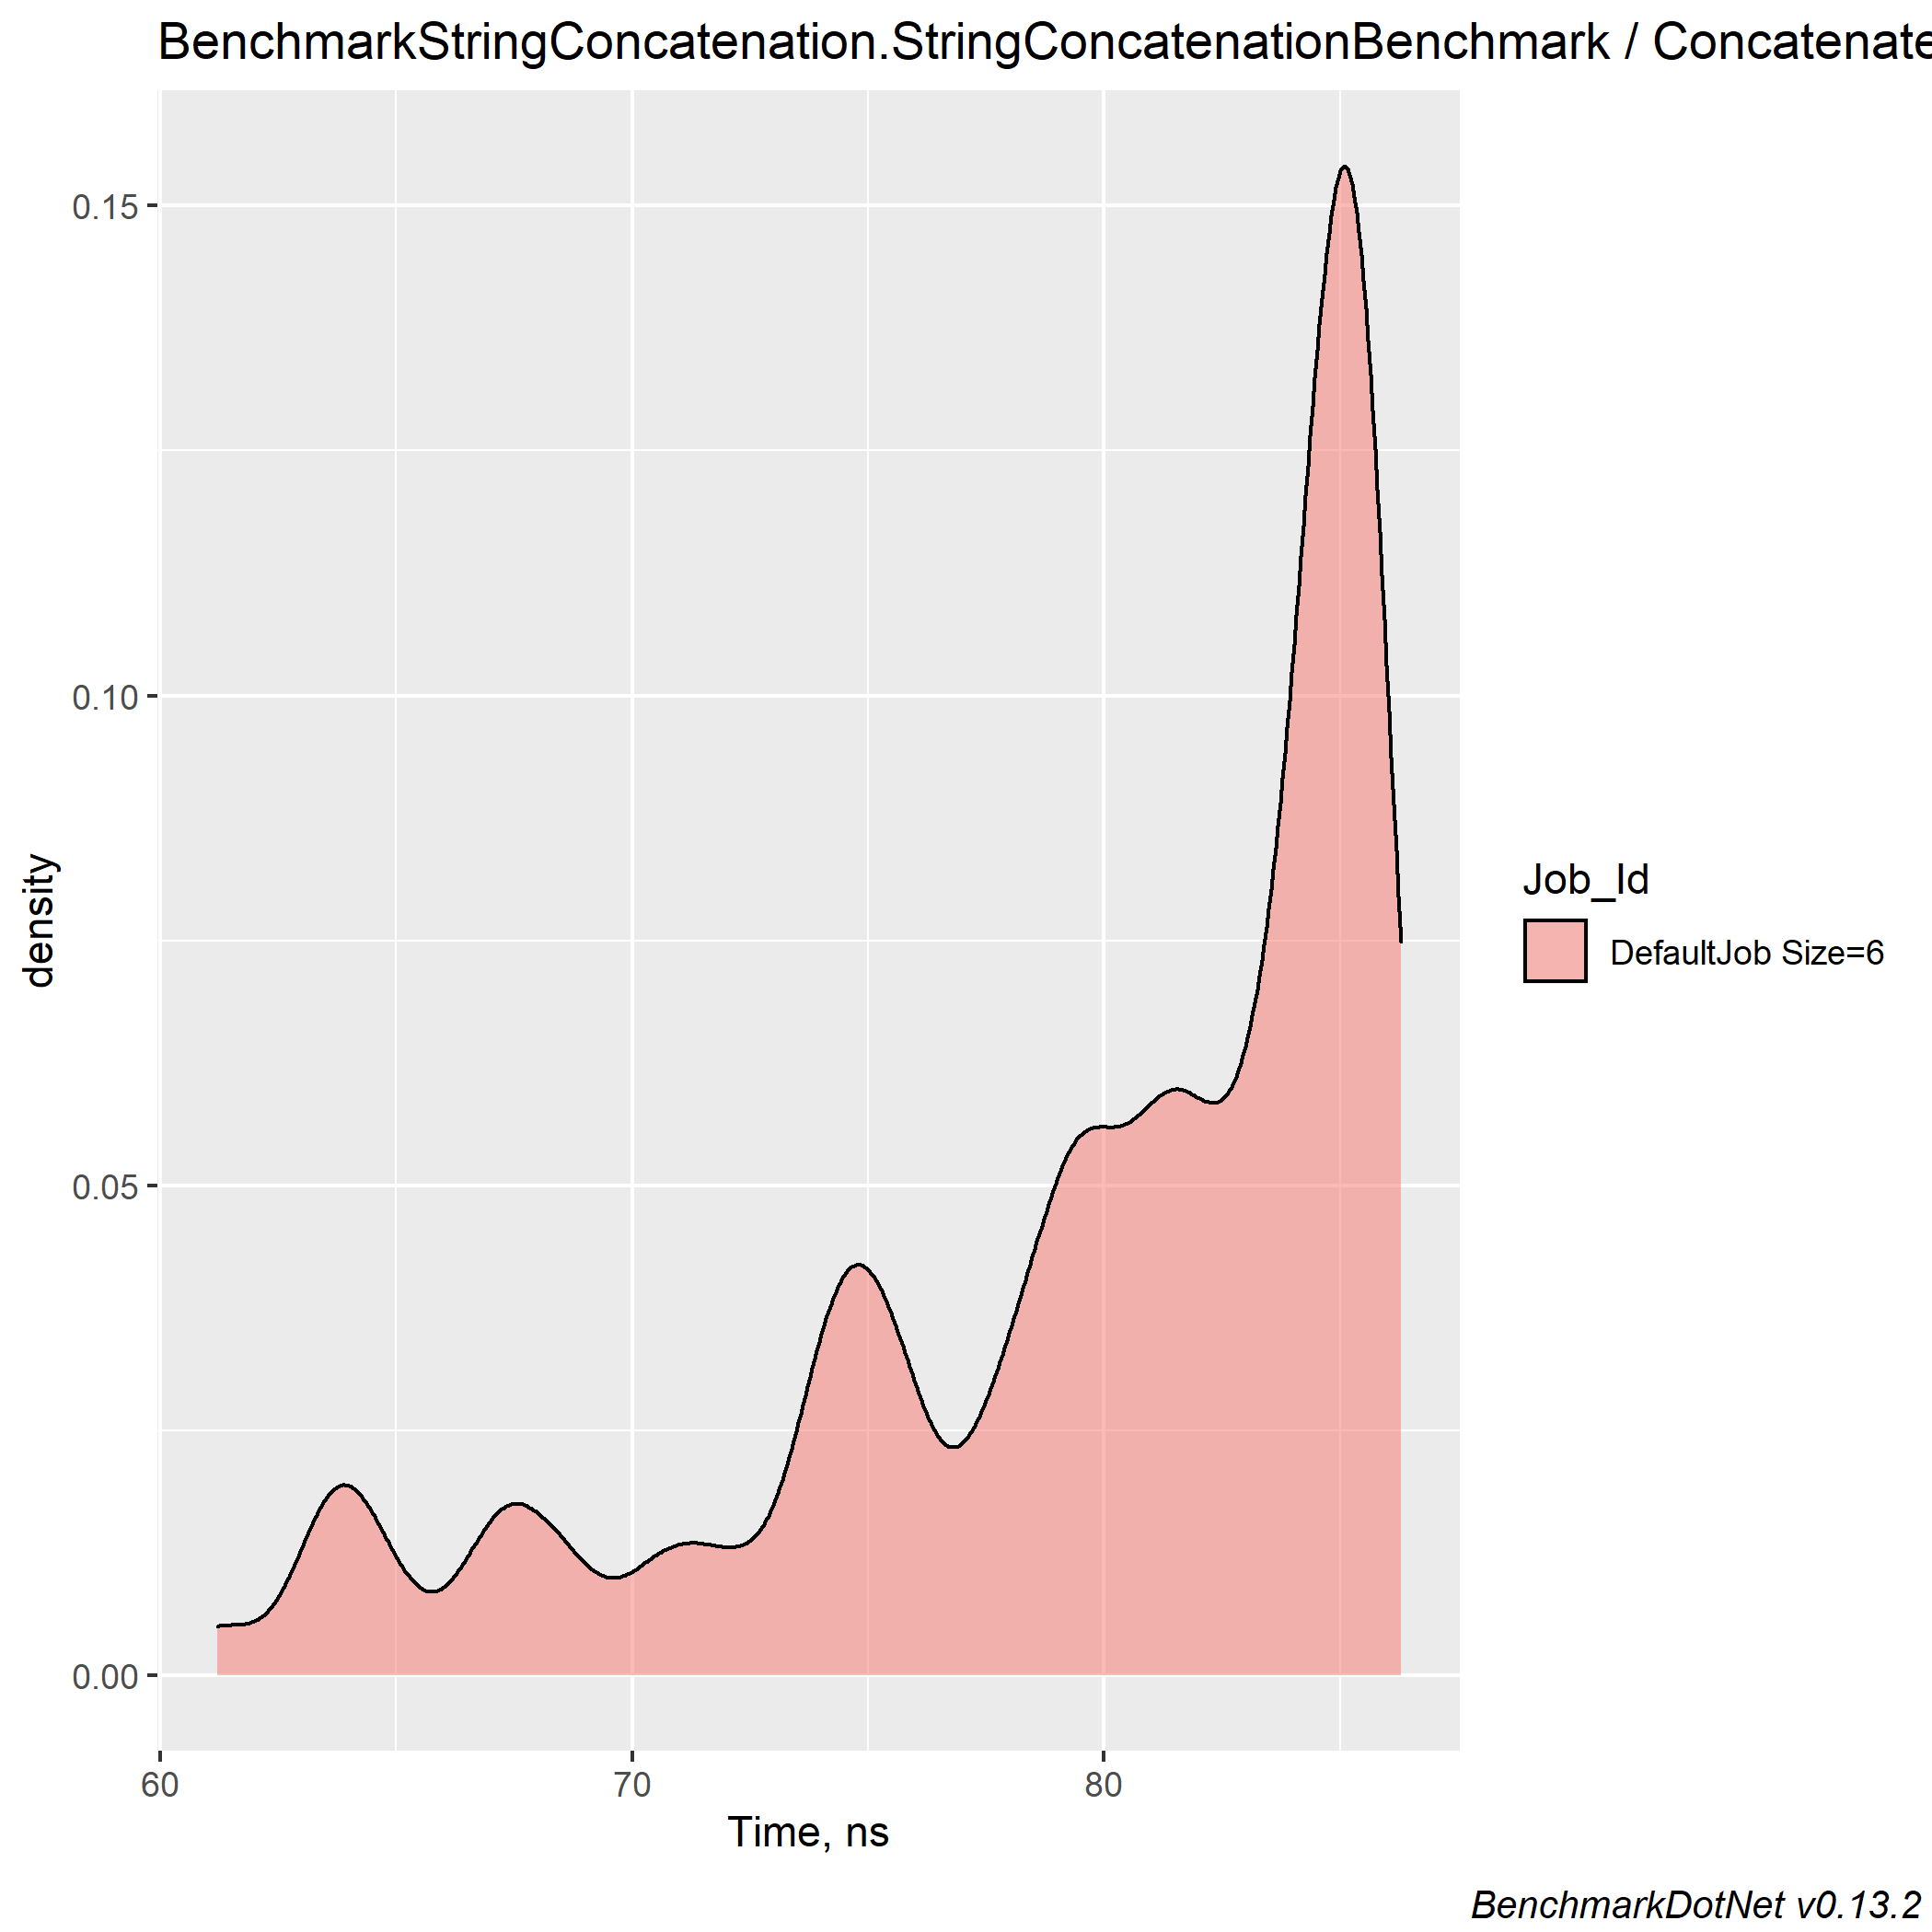 BenchmarkStringConcatenation.StringConcatenationBenchmark / Concatenate
0.15
0.10
0.05
0.00
density
60 70 80
Time, ns
Job_Id
DefaultJob Size=6
BenchmarkDotNet v0.13.2